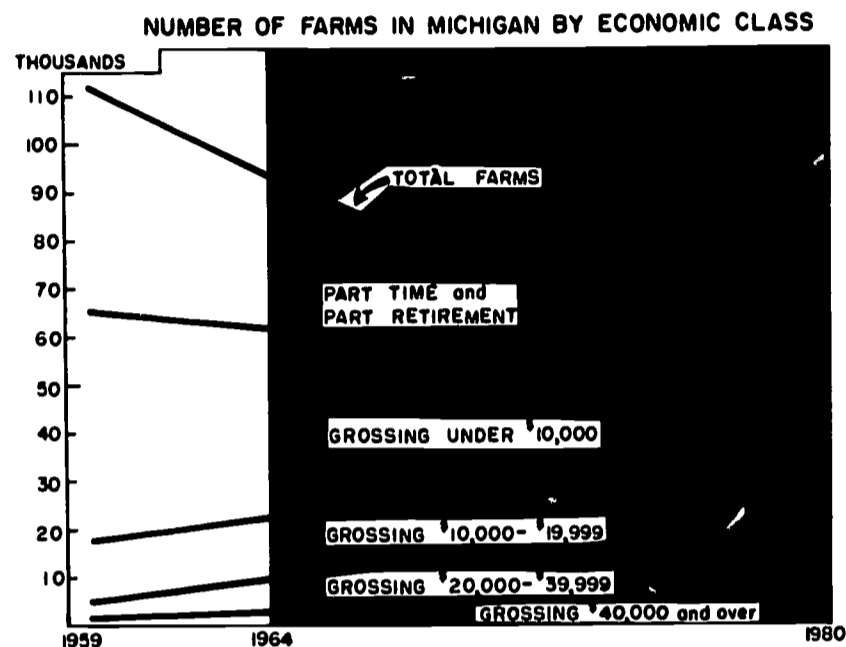 NUMBER OF FARMS IN MICHIGAN BY ECONOMIC CLASS
THOUSANDS
110
100
90
80
70
60
50
40
30
20
10
TOTAL FARMS
PART TIME and
PART RETIREMENT
GROSSING UNDER $10,000
GROSSING $10,000-$19,999
GROSSING $20,000-$39,999
GROSSING $40,000 and over
1959
1964
1980